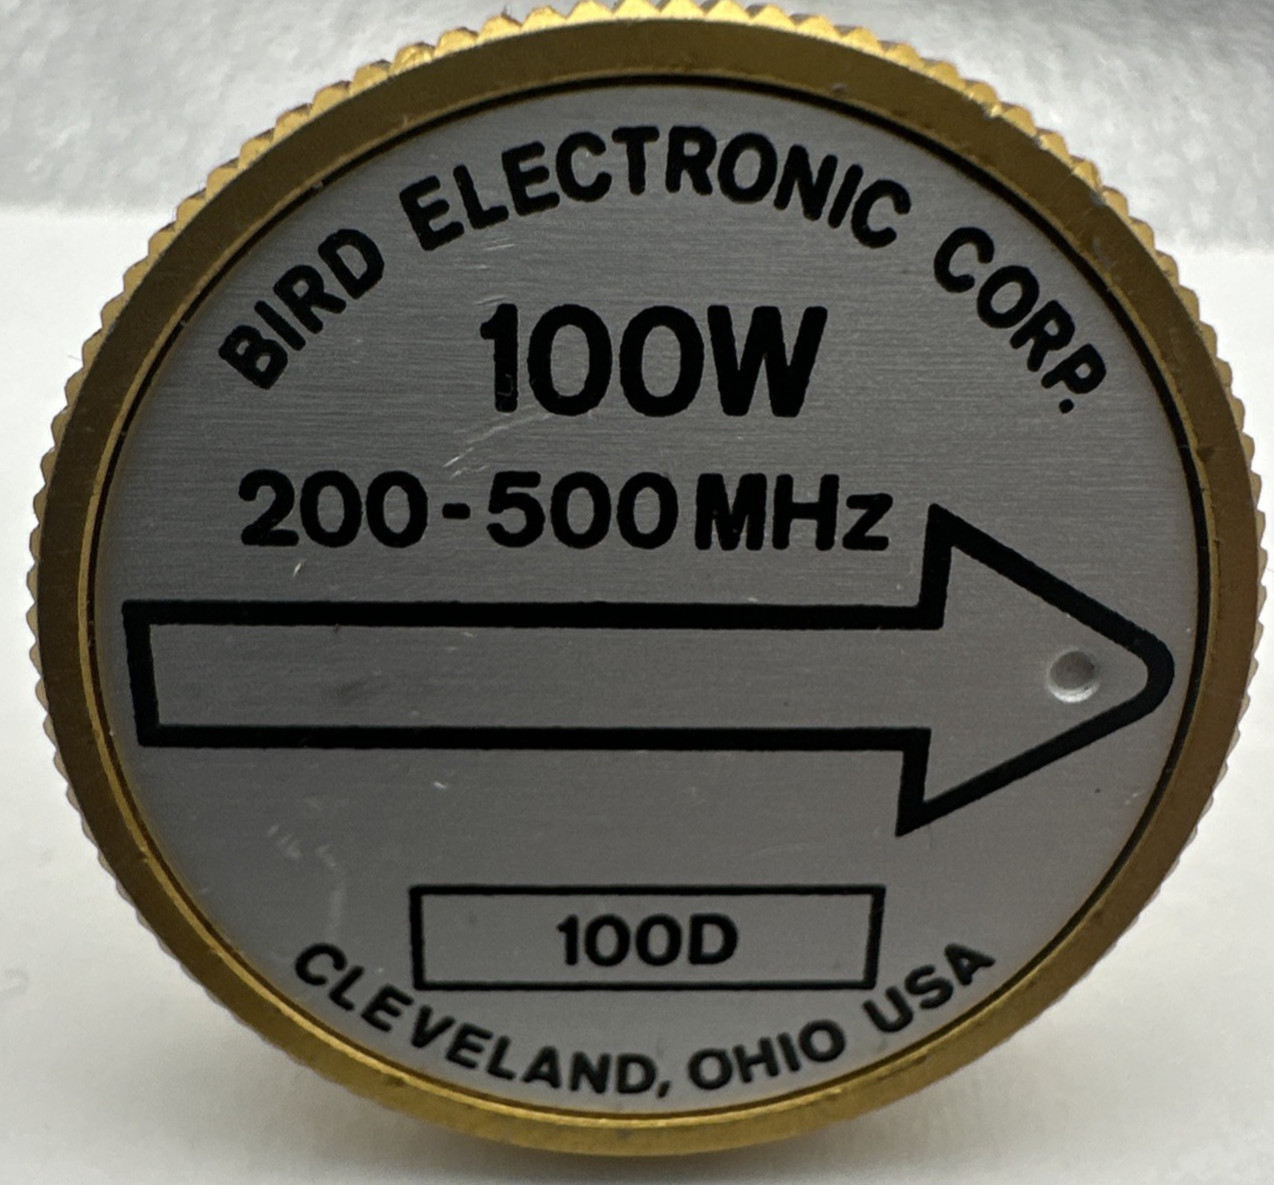 BIRD ELECTRONIC CORP.
100W
200-500MHz
100D
CLEVELAND, OHIO USA